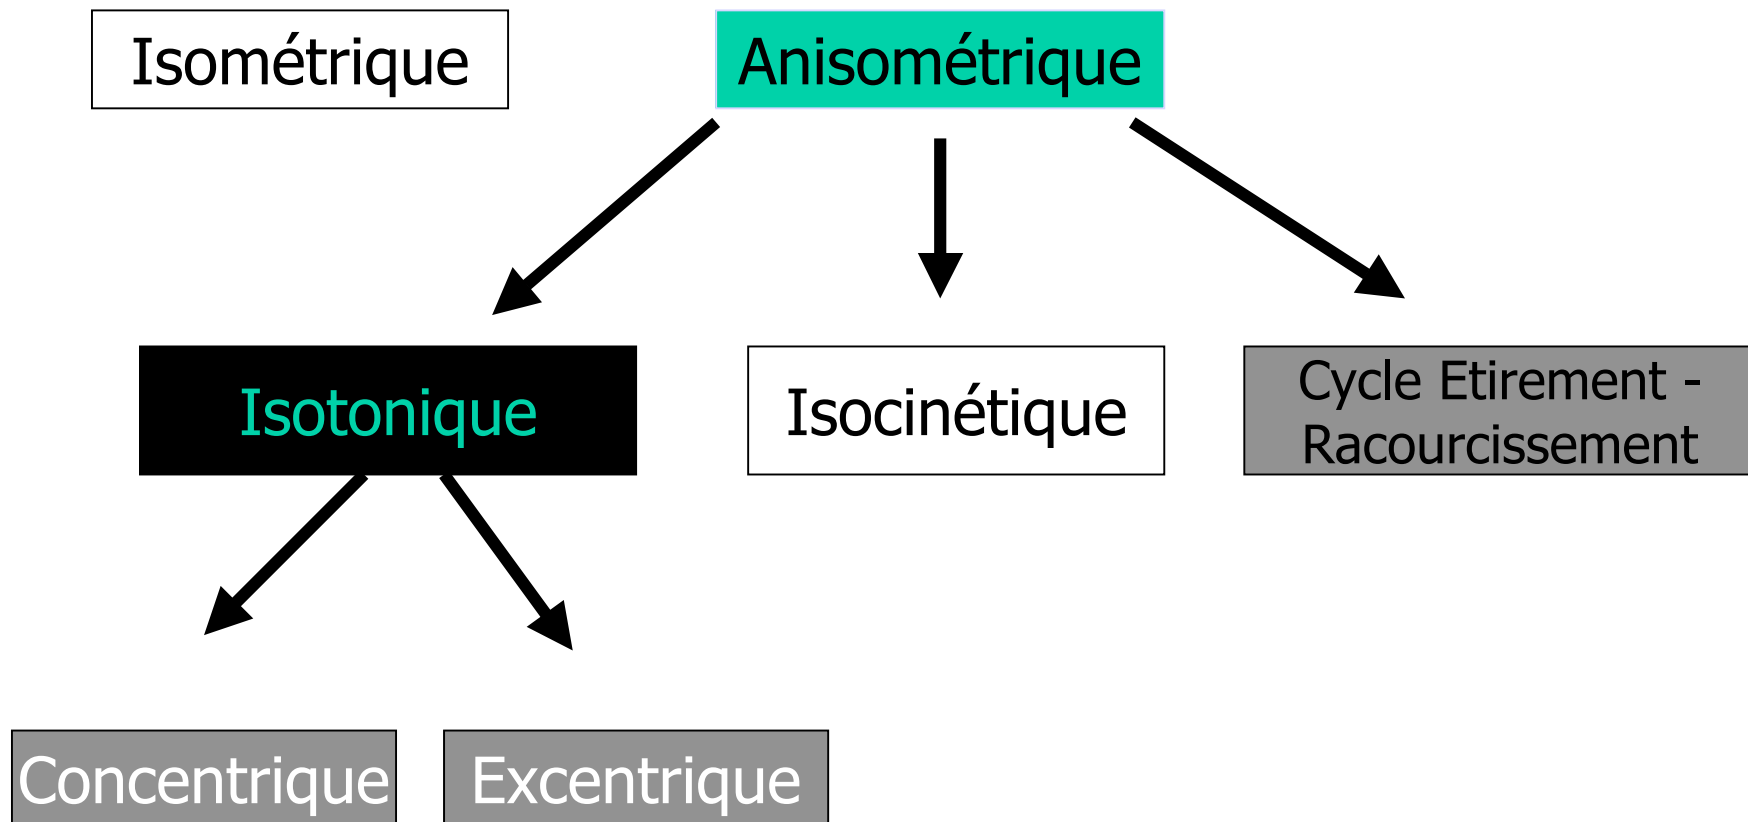 Isométrique
Anisométrique
Isotonique
Isocinétique
Cycle Etirement -
Racourcissement
Concentrique
Excentrique